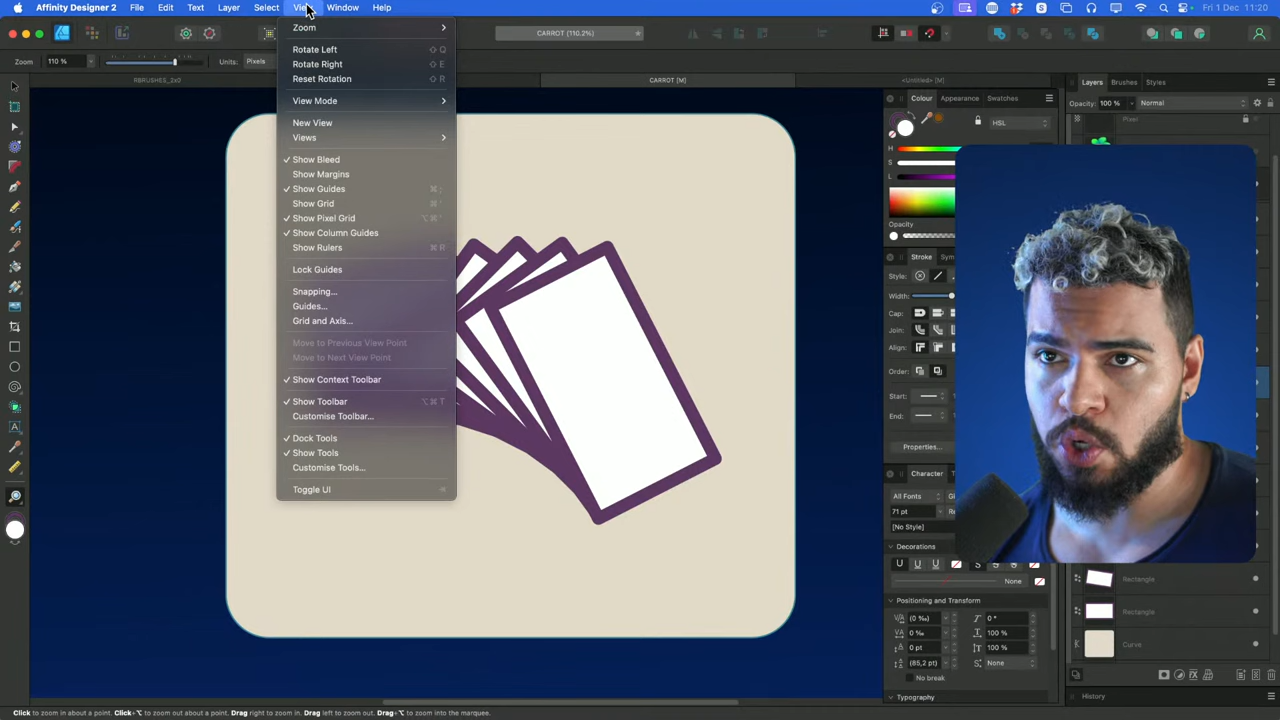 Affinity Designer 2 File Edit Text Layer Select View Window Help Fri 1 Dec 11:20
CARROT (110.2%)
Zoom 110 % Units: Pixels
RBRUSHES_2x0 CARROT [M] <Untitled> [M]
Zoom
Rotate Left ⇧ Q
Rotate Right ⇧ E
Reset Rotation ⇧ R
View Mode
New View
Views
✓ Show Bleed
Show Margins
✓ Show Guides ⌘ ;
Show Grid ⌘ '
✓ Show Pixel Grid ⌥⌘ '
✓ Show Column Guides
Show Rulers ⌘ R
Lock Guides
Snapping...
Guides...
Grid and Axis...
Move to Previous View Point
Move to Next View Point
✓ Show Context Toolbar
✓ Show Toolbar ⌥⌘ T
Customise Toolbar...
✓ Dock Tools
✓ Show Tools
Customise Tools...
Toggle UI
Colour Appearance Swatches
HSL
H
S
L
Opacity
Stroke Sym
Style:
Width:
Cap:
Join:
Align:
Order:
Start:
End:
Properties...
Character
All Fonts
71 pt
[No Style]
Decorations
None
Positioning and Transform
(0 ‰) 0 °
0 ‰ 100 %
0 pt 100 %
(85,2 pt) None
No break
Typography
Layers Brushes Styles
Opacity: 100 % Normal
Pixel
Rectangle
Rectangle
Curve
History
Click to zoom in about a point. Click+⌥ to zoom out about a point. Drag right to zoom in. Drag left to zoom out. Drag+⌥ to zoom into the marquee.